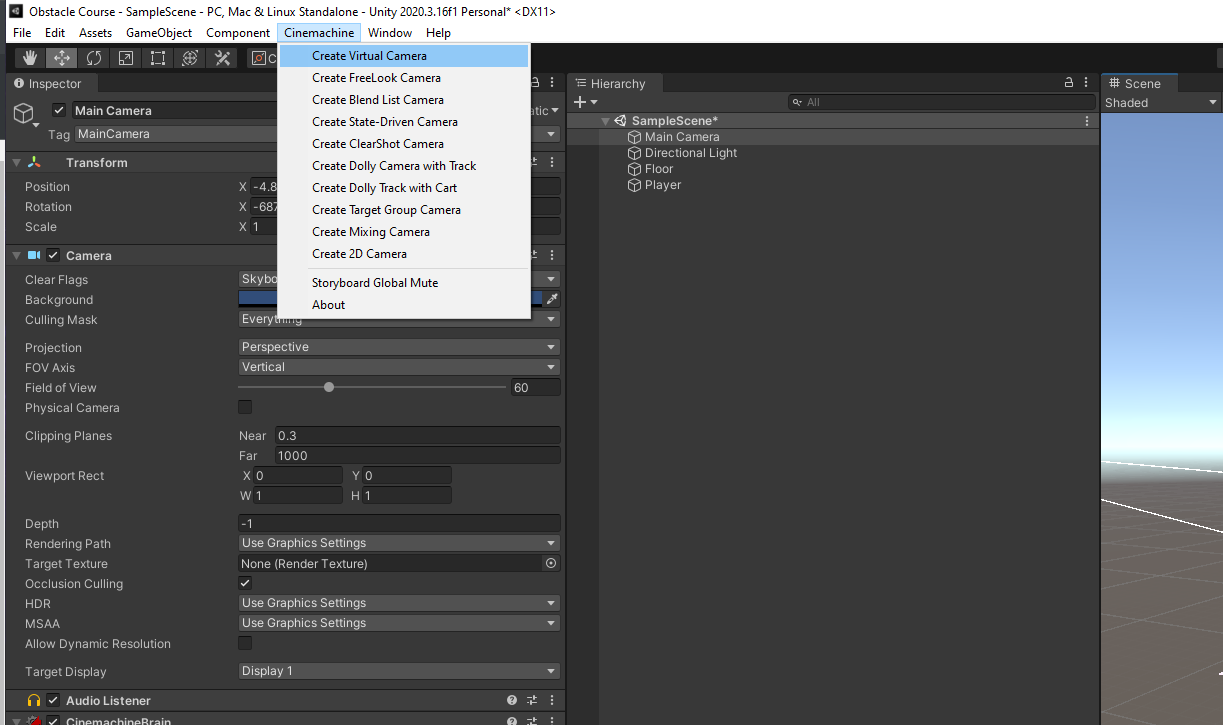 Obstacle Course - SampleScene - PC, Mac & Linux Standalone - Unity 2020.3.16f1 Personal* <DX11>
File Edit Assets GameObject Component Cinemachine Window Help
Create Virtual Camera
Create FreeLook Camera
Create Blend List Camera
Create State-Driven Camera
Create ClearShot Camera
Create Dolly Camera with Track
Create Dolly Track with Cart
Create Target Group Camera
Create Mixing Camera
Create 2D Camera
Storyboard Global Mute
About
Inspector
Main Camera
Tag MainCamera
Transform
Position X -4.8
Rotation X -687
Scale X 1
Camera
Clear Flags Skybo
Background
Culling Mask Everything
Projection Perspective
FOV Axis Vertical
Field of View 60
Physical Camera
Clipping Planes Near 0.3
Far 1000
Viewport Rect X 0 Y 0
W 1 H 1
Depth -1
Rendering Path Use Graphics Settings
Target Texture None (Render Texture)
Occlusion Culling
HDR Use Graphics Settings
MSAA Use Graphics Settings
Allow Dynamic Resolution
Target Display Display 1
Audio Listener
CinemachineBrain
Hierarchy
All
SampleScene*
Main Camera
Directional Light
Floor
Player
Scene
Shaded